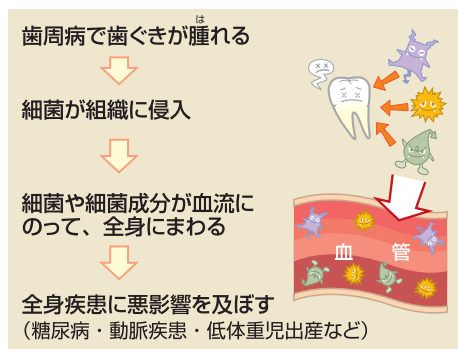 歯周病で歯ぐきが腫れる
は
細菌が組織に侵入
細菌や細菌成分が血流に
のって、全身にまわる
全身疾患に悪影響を及ぼす
（糖尿病・動脈疾患・低体重児出産など）
血管